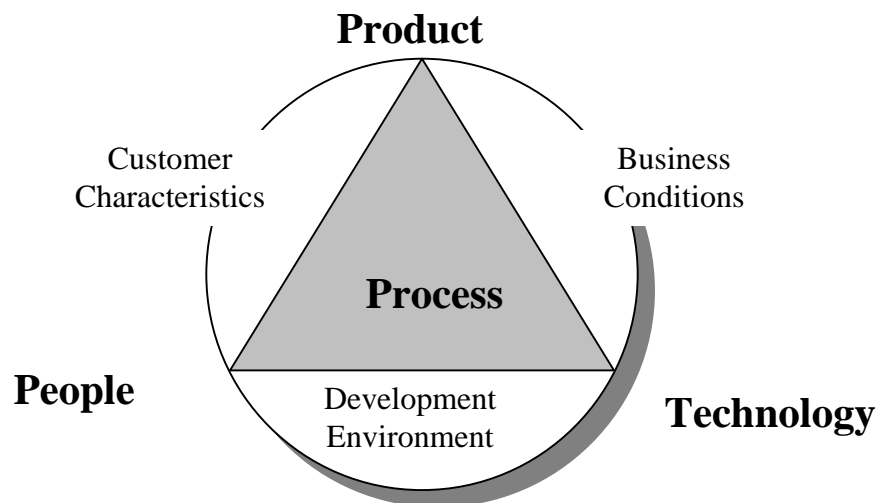 Product
Customer
Characteristics
Business
Conditions
Process
People
Development
Environment
Technology